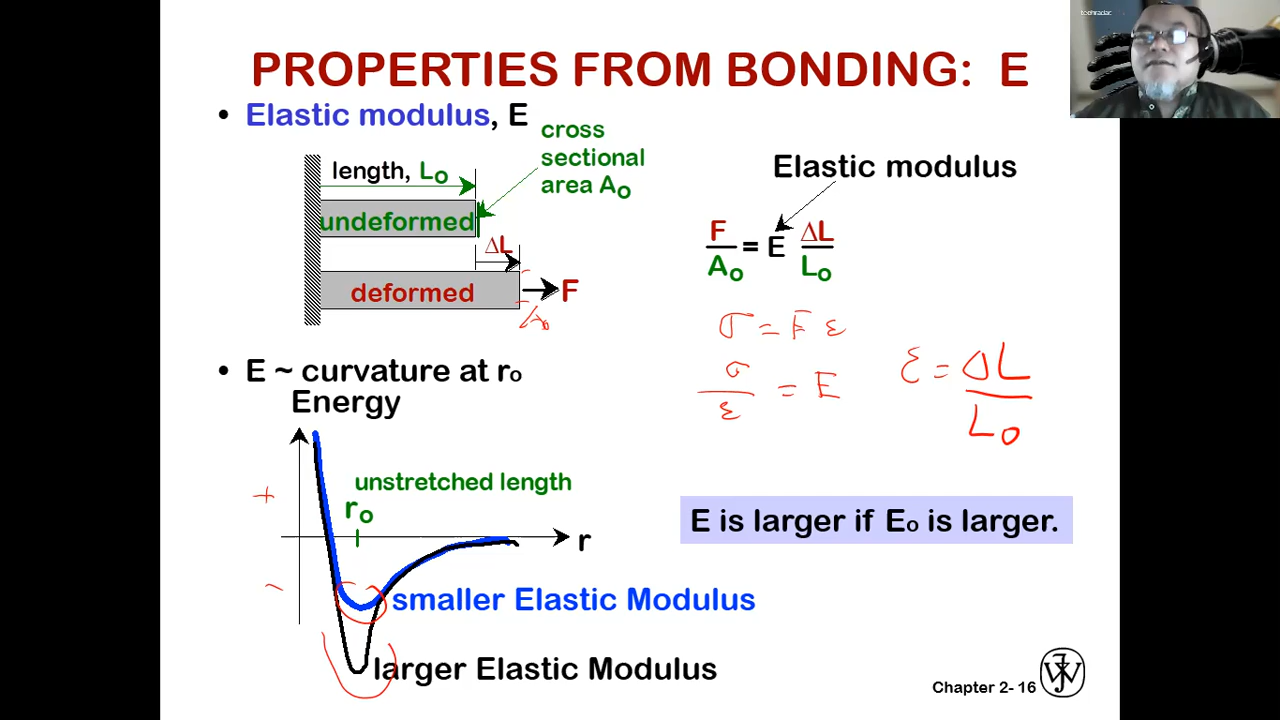 techradar
PROPERTIES FROM BONDING: E
• Elastic modulus, E
cross
sectional
area Ao
length, Lo
undeformed
ΔL
deformed
F
Elastic modulus
F/Ao = E ΔL/Lo
σ = E ε
σ/ε = E
ε = ΔL/Lo
• E ~ curvature at ro
Energy
unstretched length
ro
+
-
r
smaller Elastic Modulus
larger Elastic Modulus
E is larger if Eo is larger.
Chapter 2- 16